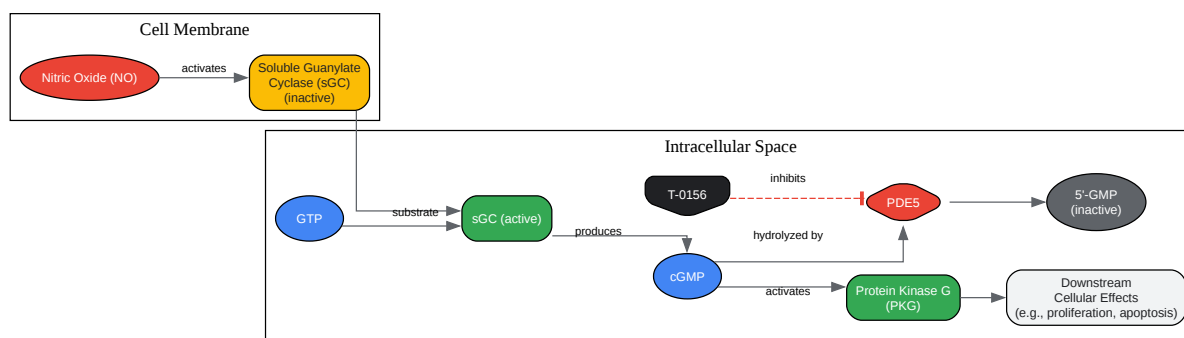 Cell Membrane
Nitric Oxide (NO)
activates
Soluble Guanylate
Cyclase (sGC)
(inactive)
Intracellular Space
GTP
substrate
sGC (active)
produces
T-0156
inhibits
PDE5
5'-GMP
(inactive)
hydrolyzed by
cGMP
activates
Protein Kinase G
(PKG)
Downstream
Cellular Effects
(e.g., proliferation, apoptosis)